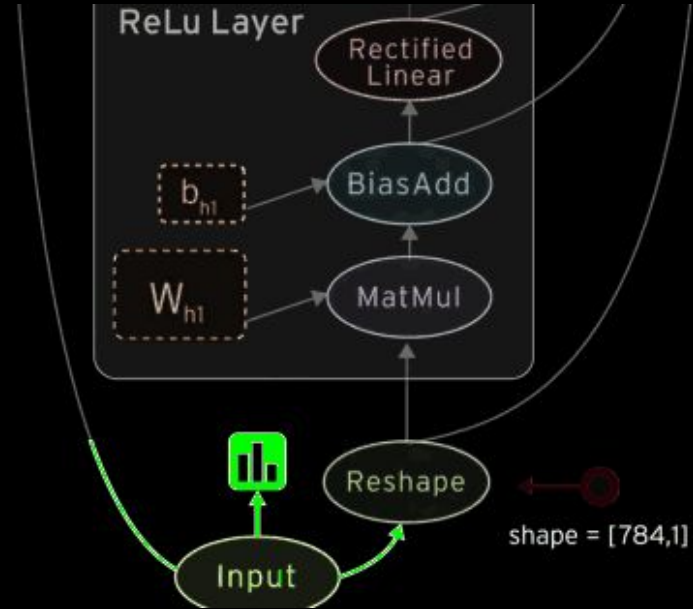 ReLu Layer
Rectified
Linear
BiasAdd
b h1
MatMul
W h1
Reshape
shape = [784,1]
Input